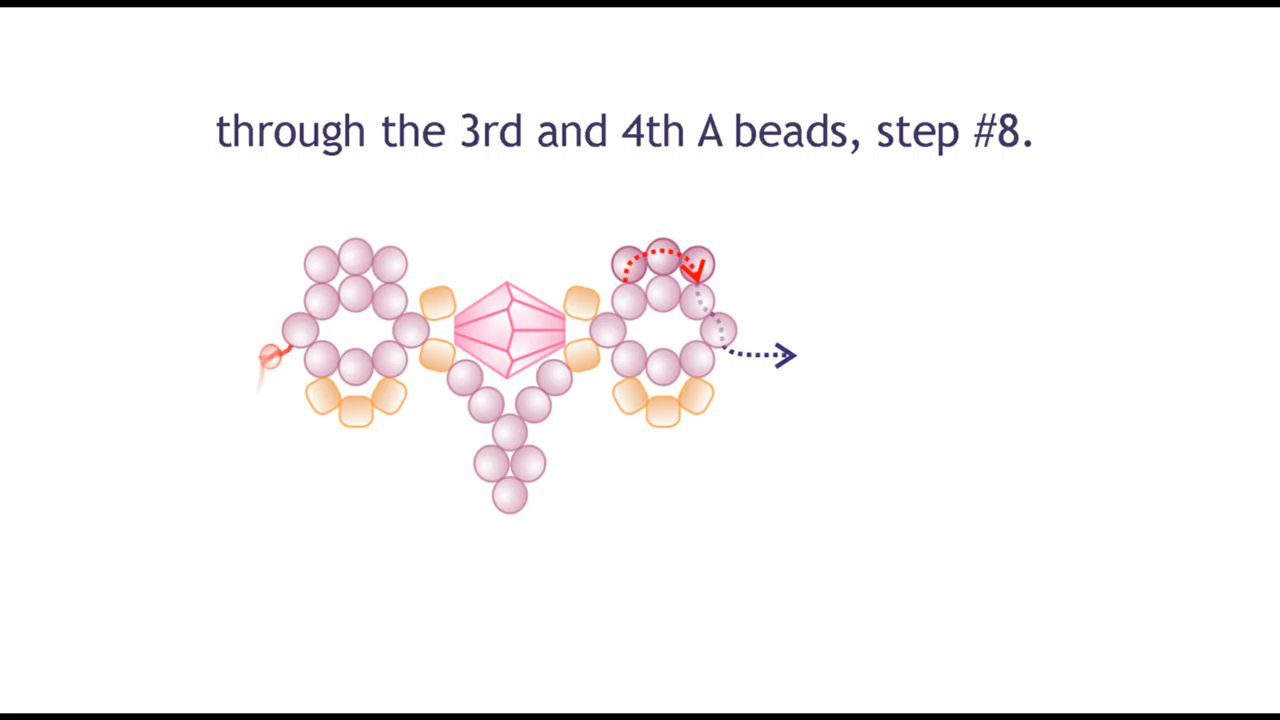 through the 3rd and 4th A beads, step #8.